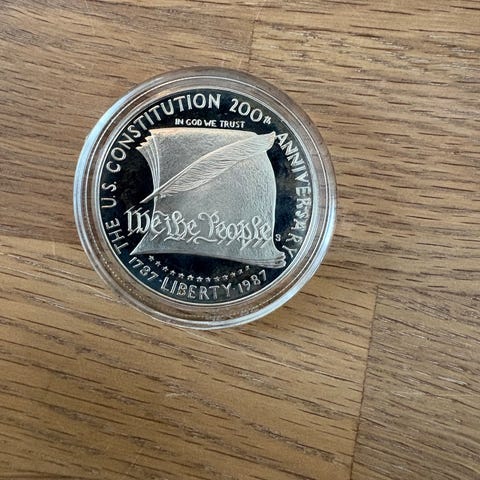 THE U.S. CONSTITUTION 200th ANNIVERSARY
IN GOD WE TRUST
We the People
S
1787 LIBERTY 1987